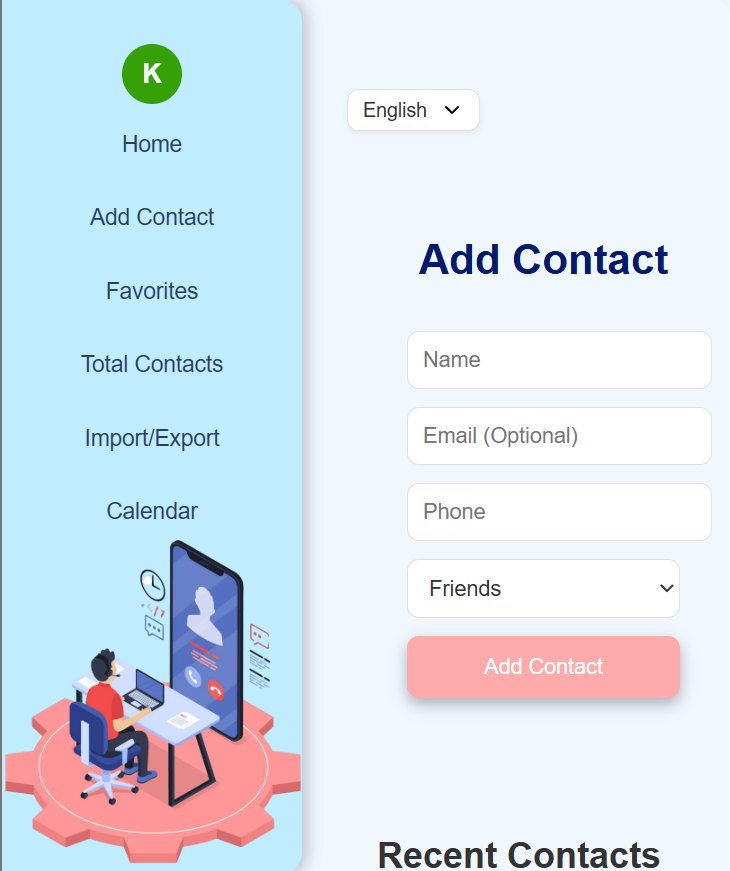 K
Home
Add Contact
Favorites
Total Contacts
Import/Export
Calendar
English
Add Contact
Name
Email (Optional)
Phone
Friends
Add Contact
Recent Contacts